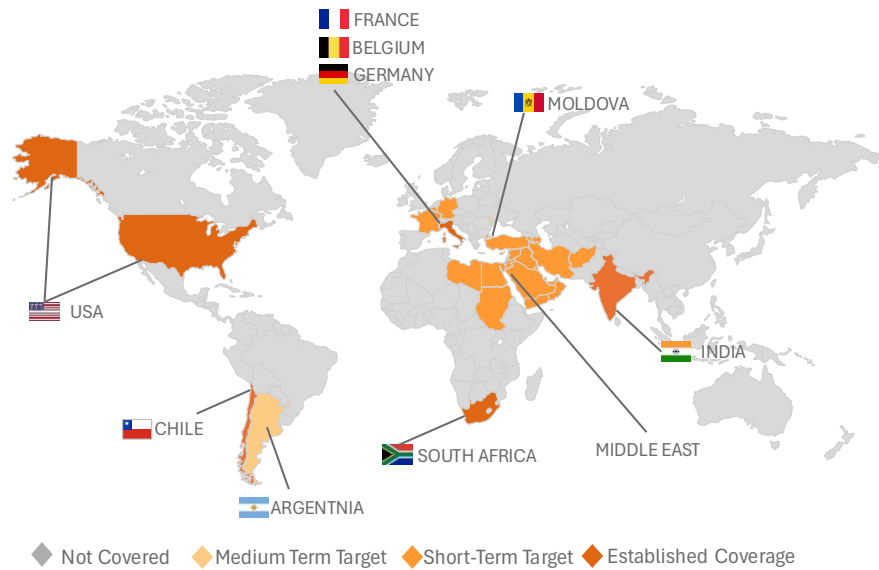 FRANCE
BELGIUM
GERMANY
MOLDOVA
USA
INDIA
CHILE
SOUTH AFRICA
MIDDLE EAST
ARGENTNIA
Not Covered
Medium Term Target
Short-Term Target
Established Coverage